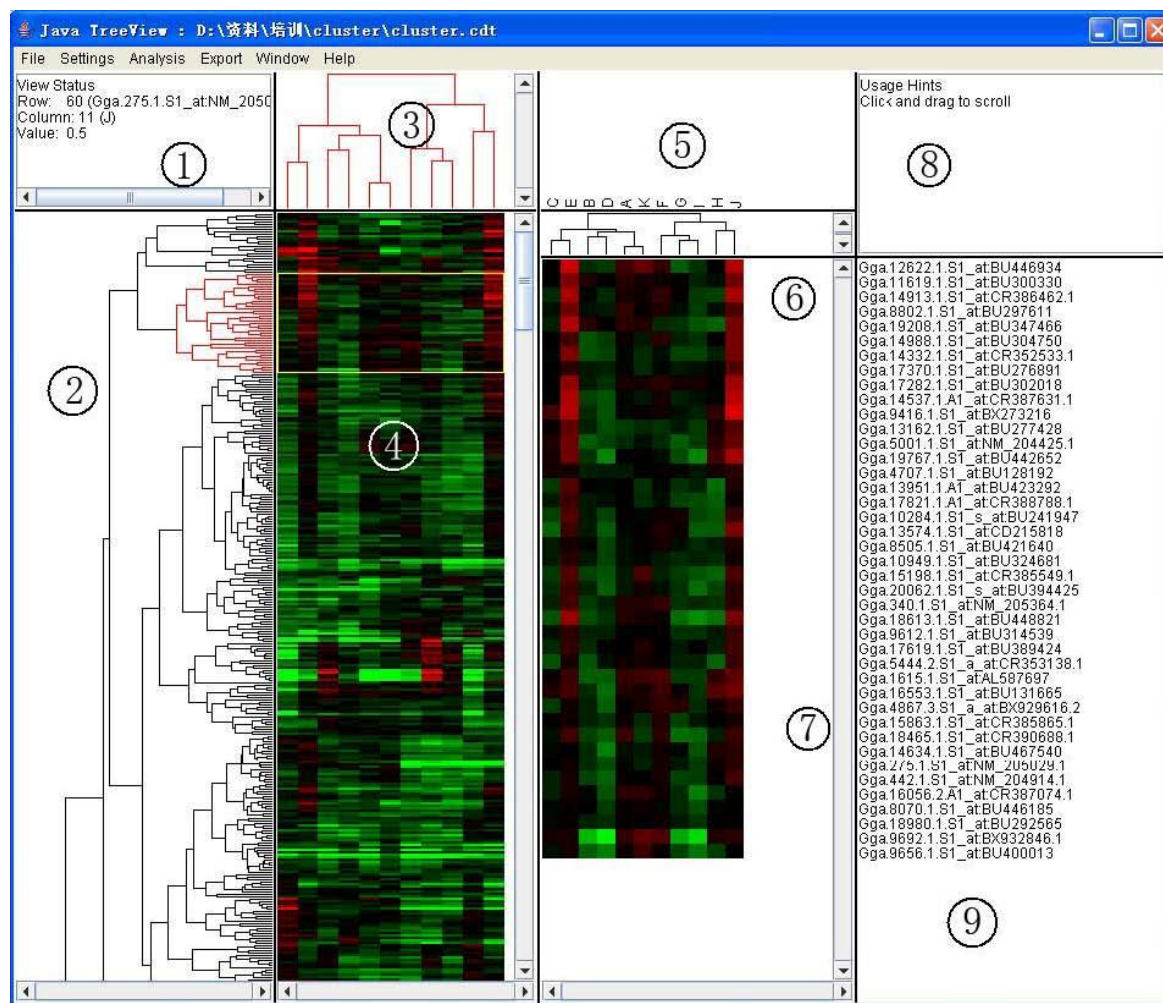 Java TreeView : D:\资料\培训\cluster\cluster.cdt
File Settings Analysis Export Window Help
View Status
Row: 60 (Gga.275.1.S1_at:NM_2050
Column: 11 (J)
Value: 0.5
①
③
⑤
C E B D A K F G I H J
Usage Hints
Click and drag to scroll
⑧
②
④
⑥
⑦
Gga.12622.1.S1_at:BU446934
Gga.11619.1.S1_at:BU300330
Gga.14913.1.S1_at:CR386462.1
Gga.8802.1.S1_at:BU297611
Gga.19208.1.S1_at:BU347466
Gga.14988.1.S1_at:BU304750
Gga.14332.1.S1_at:CR352533.1
Gga.17370.1.S1_at:BU276891
Gga.17282.1.S1_at:BU302018
Gga.14537.1.A1_at:CR387631.1
Gga.9416.1.S1_at:BX273216
Gga.13162.1.S1_at:BU277428
Gga.5001.1.S1_at:NM_204425.1
Gga.19767.1.S1_at:BU442652
Gga.4707.1.S1_at:BU128192
Gga.13951.1.A1_at:BU423292
Gga.17821.1.A1_at:CR388788.1
Gga.10284.1.S1_s_at:BU241947
Gga.13574.1.S1_at:CD215818
Gga.8505.1.S1_at:BU421640
Gga.10949.1.S1_at:BU324681
Gga.15198.1.S1_at:CR385549.1
Gga.20062.1.S1_s_at:BU394425
Gga.340.1.S1_at:NM_205364.1
Gga.18613.1.S1_at:BU448821
Gga.9612.1.S1_at:BU314539
Gga.17619.1.S1_at:BU389424
Gga.5444.2.S1_a_at:CR353138.1
Gga.1615.1.S1_at:AL587697
Gga.16553.1.S1_at:BU131665
Gga.4867.3.S1_a_at:BX929616.2
Gga.15863.1.S1_at:CR385865.1
Gga.18465.1.S1_at:CR390688.1
Gga.14634.1.S1_at:BU467540
Gga.275.1.S1_at:NM_205029.1
Gga.442.1.S1_at:NM_204914.1
Gga.16056.2.A1_at:CR387074.1
Gga.8070.1.S1_at:BU446185
Gga.18980.1.S1_at:BU292565
Gga.9692.1.S1_at:BX932846.1
Gga.9656.1.S1_at:BU400013
⑨